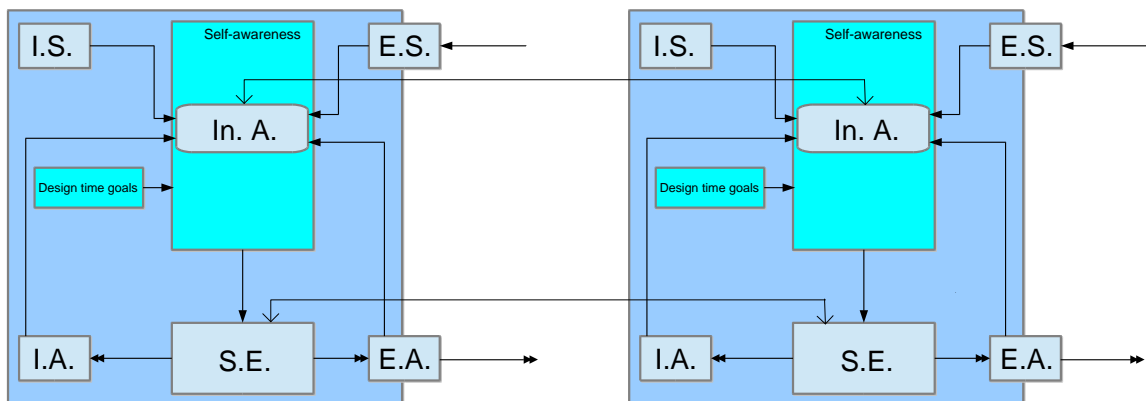 I.S.
Self-awareness
E.S.
In. A.
Design time goals
I.A.
S.E.
E.A.
I.S.
Self-awareness
E.S.
In. A.
Design time goals
I.A.
S.E.
E.A.